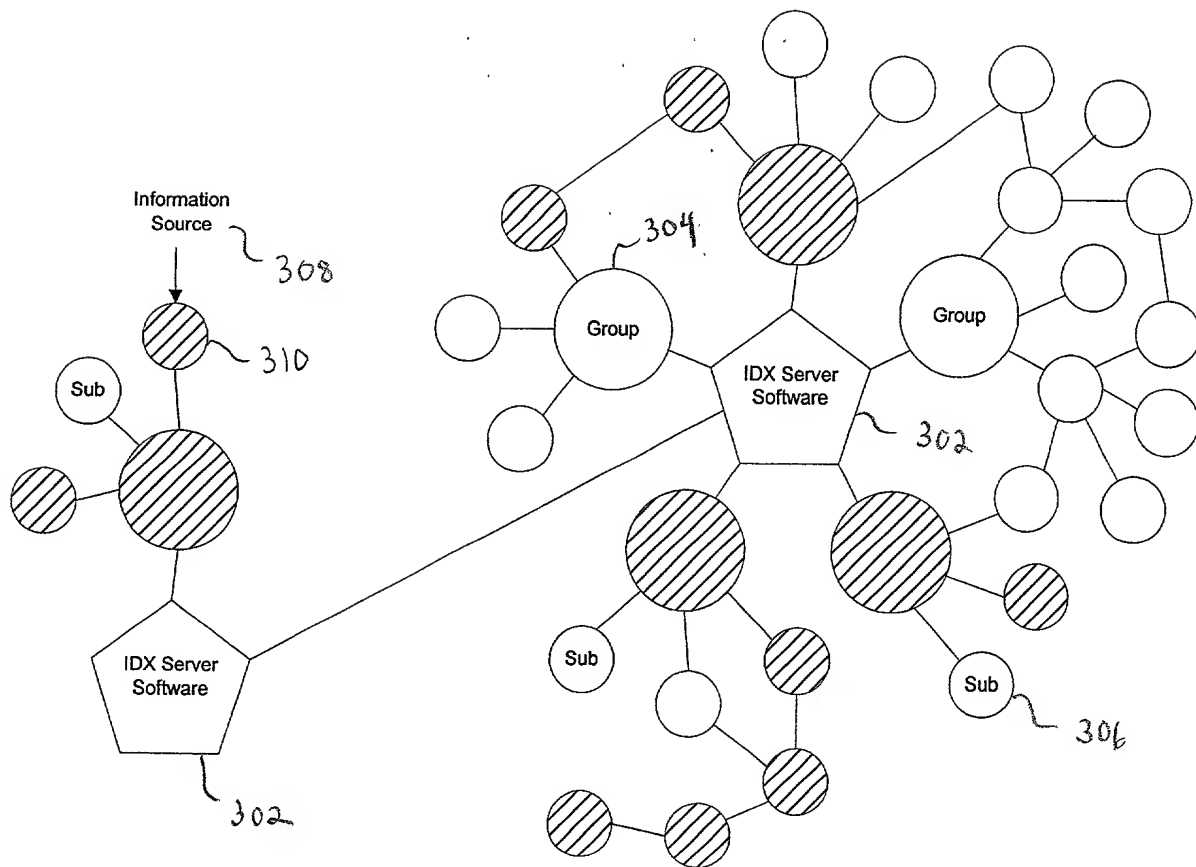 Information
Source
308
310
Sub
IDX Server
Software
302
304
Group
Group
IDX Server
Software
302
Sub
Sub
306